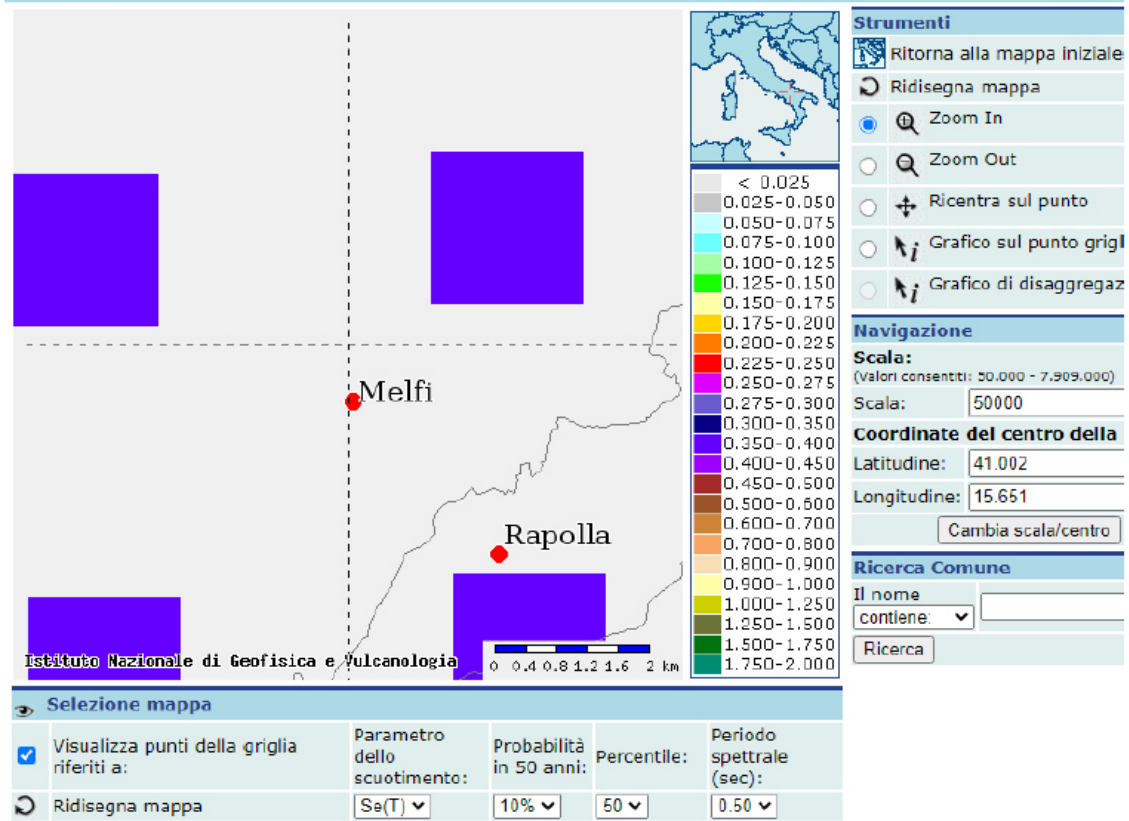 Melfi
Rapolla
Istituto Nazionale di Geofisica e Vulcanologia
0 0.4 0.8 1.2 1.6 2 km
< 0.025
0.025-0.050
0.050-0.075
0.075-0.100
0.100-0.125
0.125-0.150
0.150-0.175
0.175-0.200
0.200-0.225
0.225-0.250
0.250-0.275
0.275-0.300
0.300-0.350
0.350-0.400
0.400-0.450
0.450-0.500
0.500-0.600
0.600-0.700
0.700-0.800
0.800-0.900
0.900-1.000
1.000-1.250
1.250-1.500
1.500-1.750
1.750-2.000
Strumenti
Ritorna alla mappa iniziale
Ridisegna mappa
Zoom In
Zoom Out
Ricentra sul punto
Grafico sul punto grigl
Grafico di disaggregaz
Navigazione
Scala:
(Valori consentiti: 50.000 - 7.909.000)
Scala: 50000
Coordinate del centro della
Latitudine: 41.002
Longitudine: 15.651
Cambia scala/centro
Ricerca Comune
Il nome
contiene:
Ricerca
Selezione mappa
Visualizza punti della griglia
riferiti a:
Parametro
dello
scuotimento:
Probabilità
in 50 anni:
Percentile:
Periodo
spettrale
(sec):
Ridisegna mappa
Se(T) 10% 50 0.50